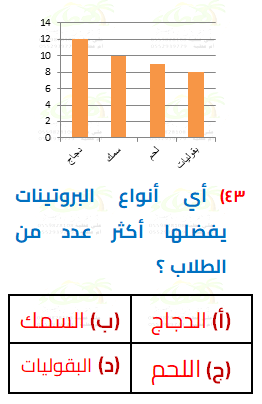 14
12
10
8
6
4
2
0
دجاج
سمك
لحم
بقوليات
٤٣) أي أنواع البروتينات
يفضلها أكثر عدد من
الطلاب ؟
(أ) الدجاج (ب) السمك
(ج) اللحم (د) البقوليات